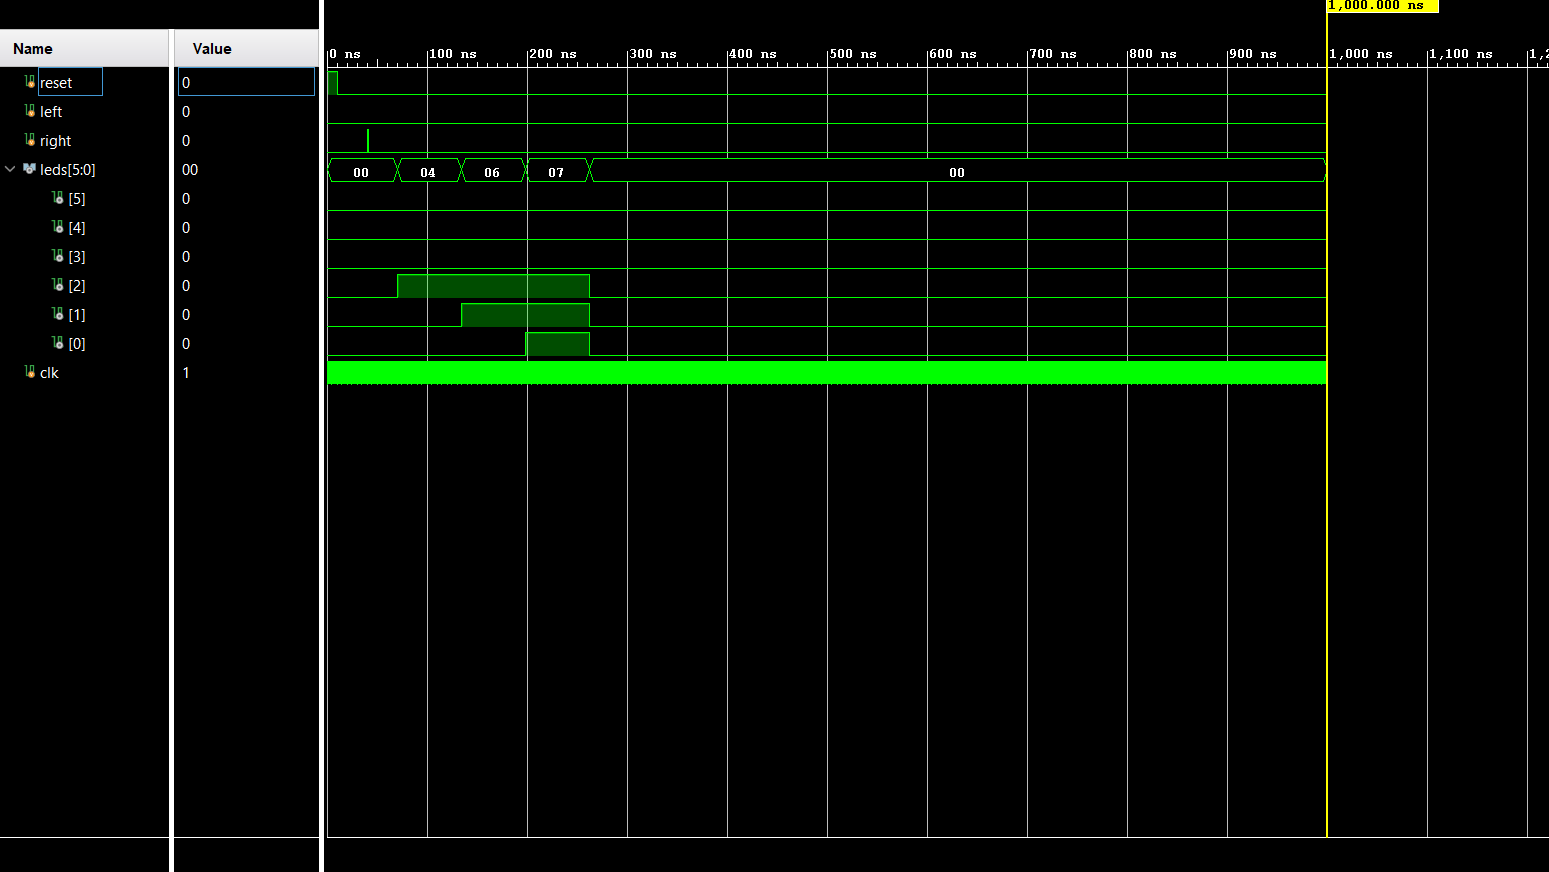 1,000.000 ns
Name Value 0 ns 100 ns 200 ns 300 ns 400 ns 500 ns 600 ns 700 ns 800 ns 900 ns 1,000 ns 1,100 ns 1,2
reset 0
left 0
right 0
leds[5:0] 00 00 04 06 07 00
[5] 0
[4] 0
[3] 0
[2] 0
[1] 0
[0] 0
clk 1